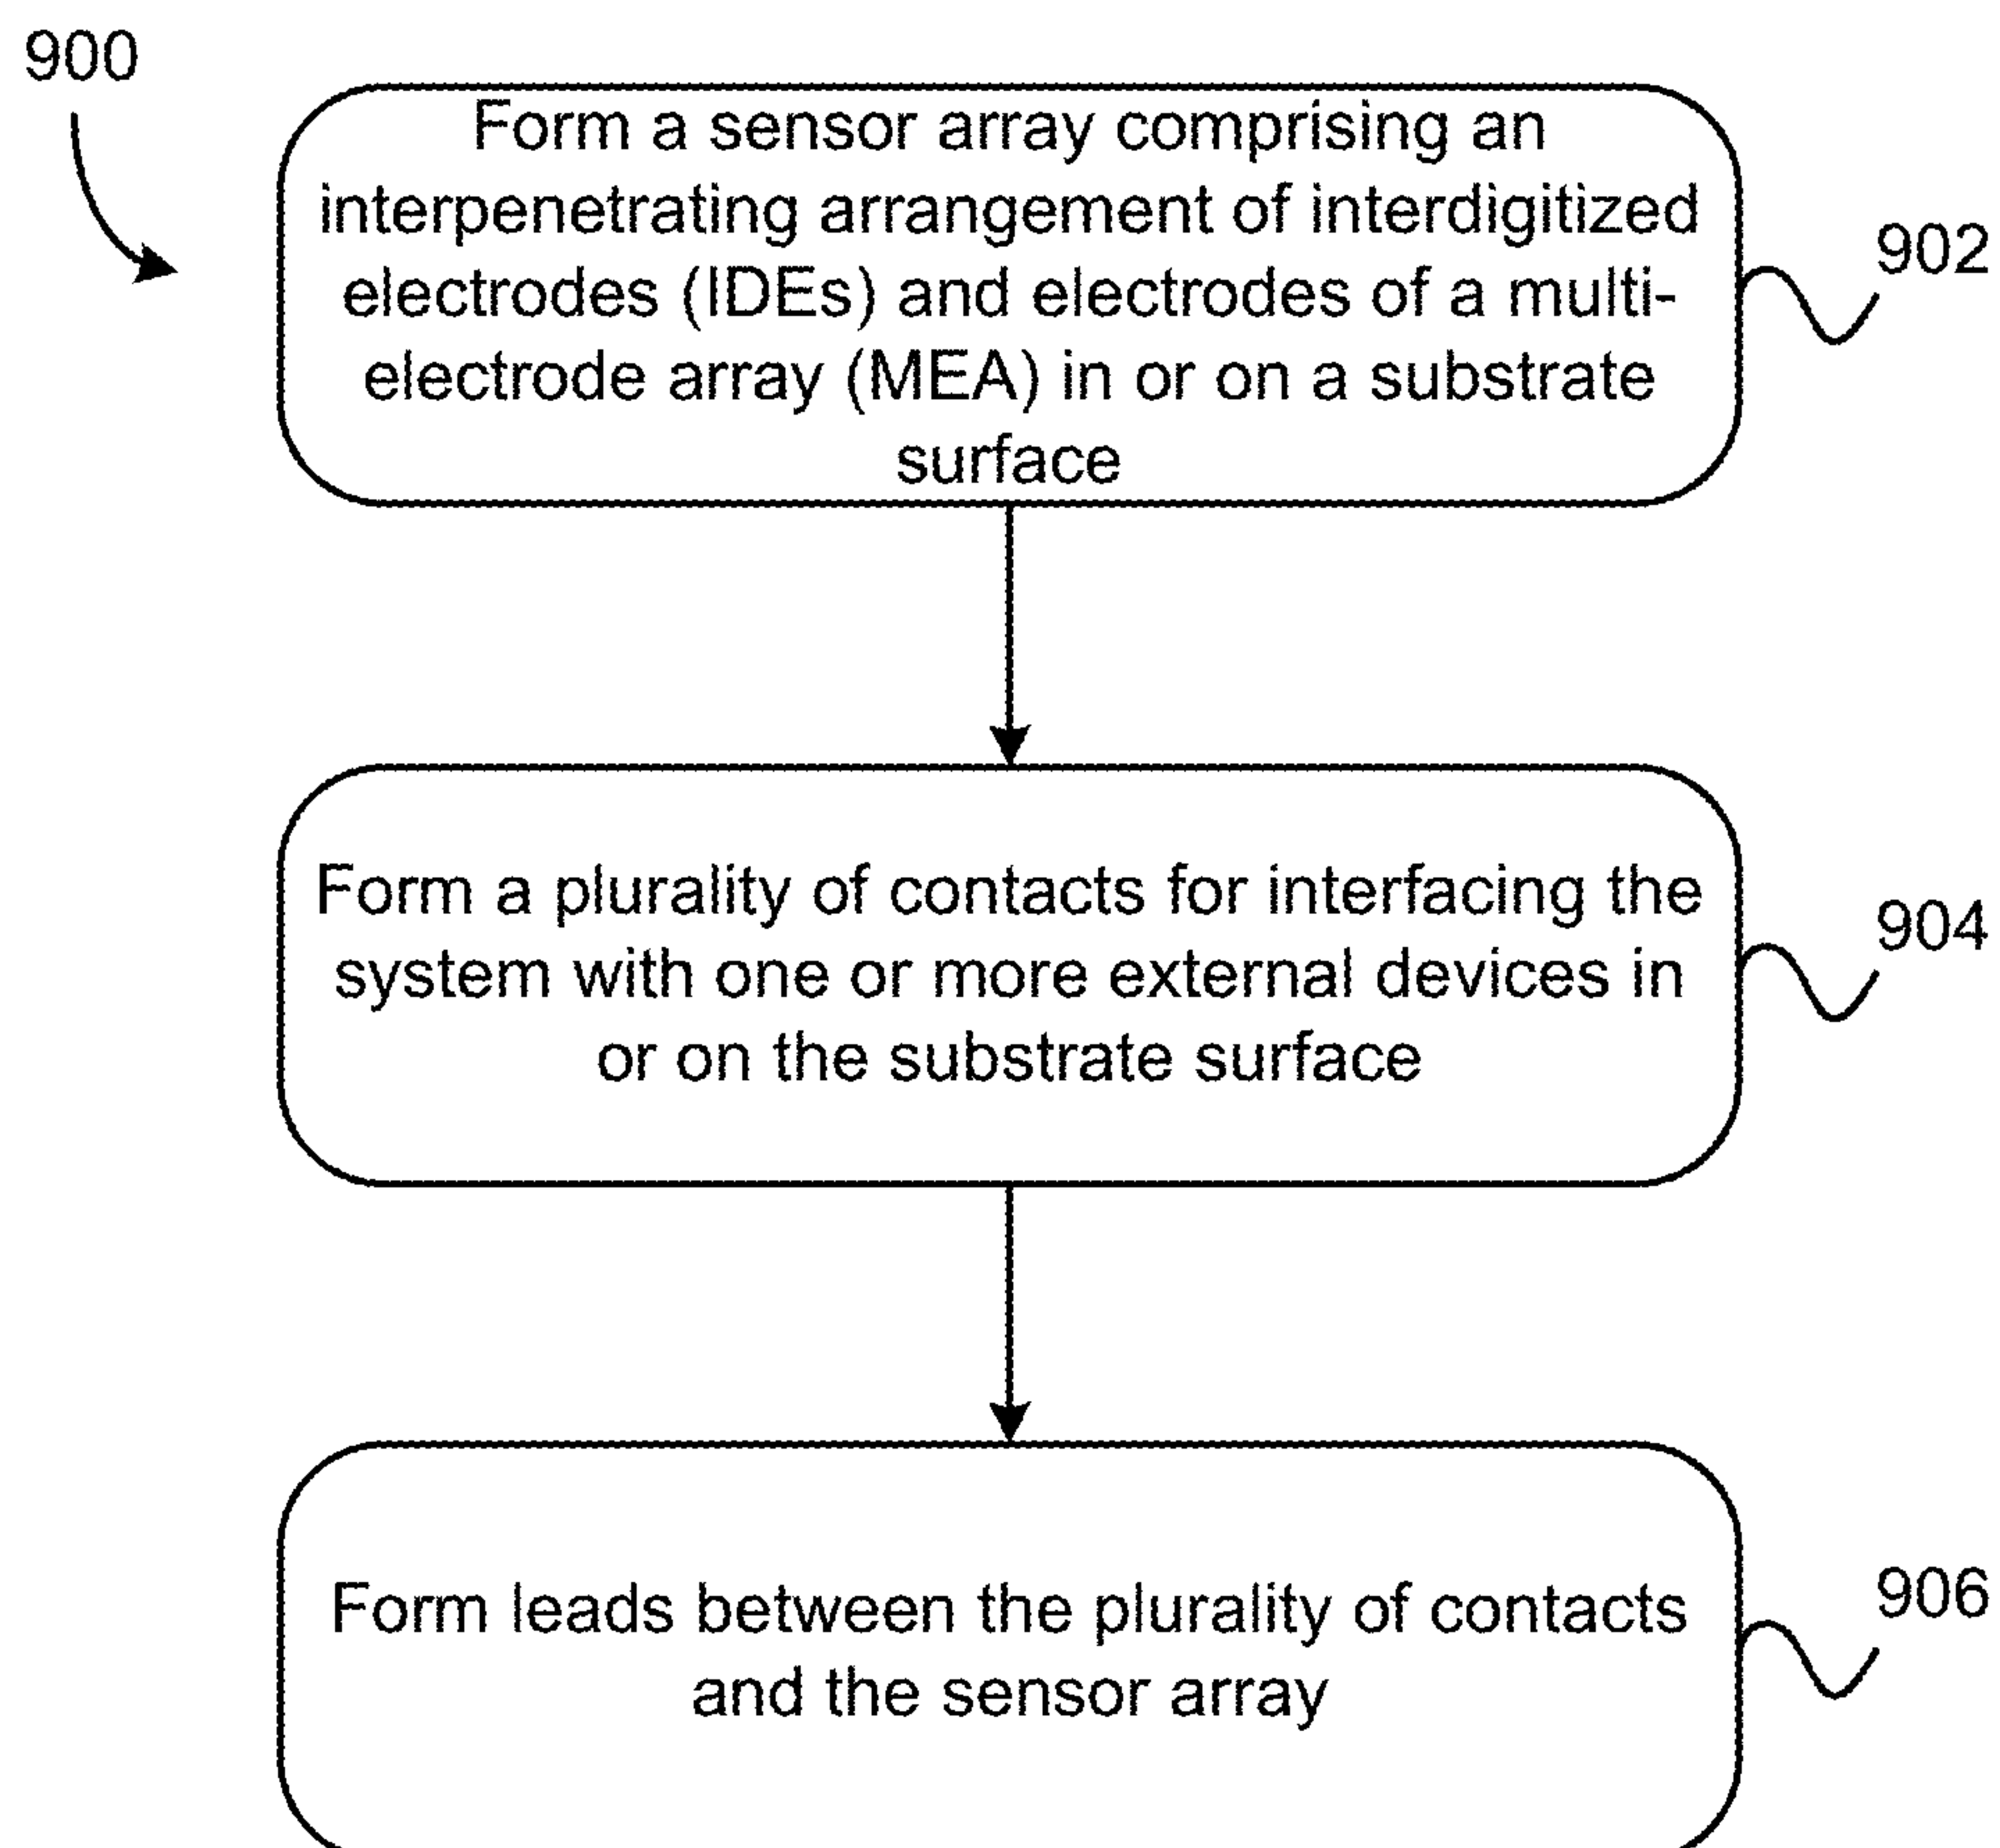 900
Form a sensor array comprising an
interpenetrating arrangement of interdigitized
electrodes (IDEs) and electrodes of a multi-
electrode array (MEA) in or on a substrate
surface
902
Form a plurality of contacts for interfacing the
system with one or more external devices in
or on the substrate surface
904
Form leads between the plurality of contacts
and the sensor array
906